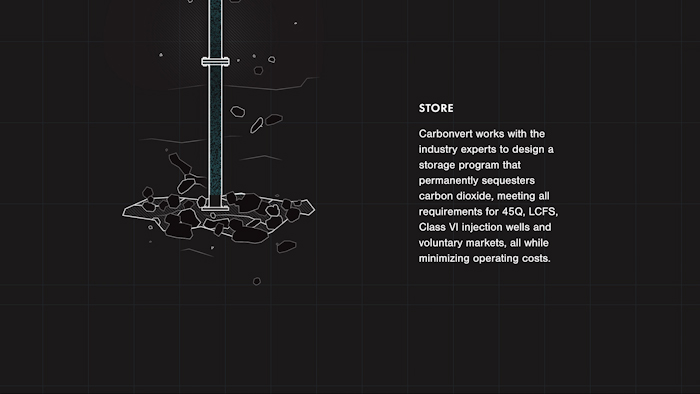 STORE
Carbonvert works with the
industry experts to design a
storage program that
permanently sequesters
carbon dioxide, meeting all
requirements for 45Q, LCFS,
Class VI injection wells and
voluntary markets, all while
minimizing operating costs.